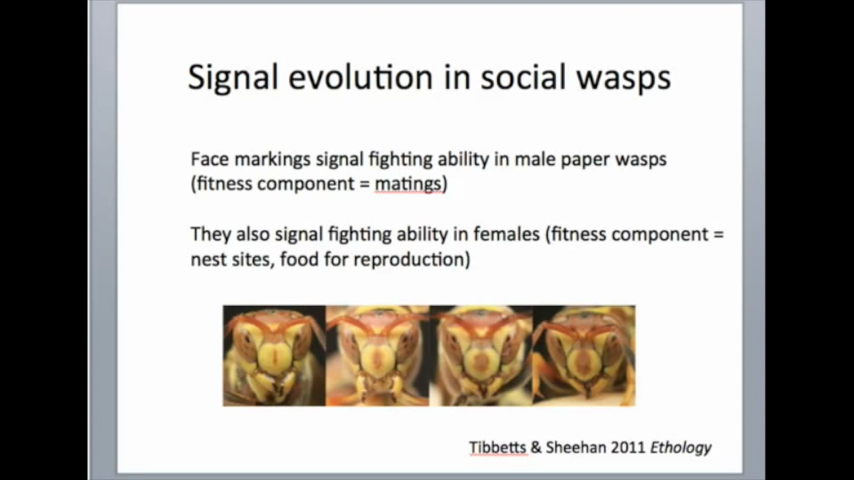 Signal evolution in social wasps
Face markings signal fighting ability in male paper wasps
(fitness component = matings)
They also signal fighting ability in females (fitness component =
nest sites, food for reproduction)
Tibbetts & Sheehan 2011 Ethology